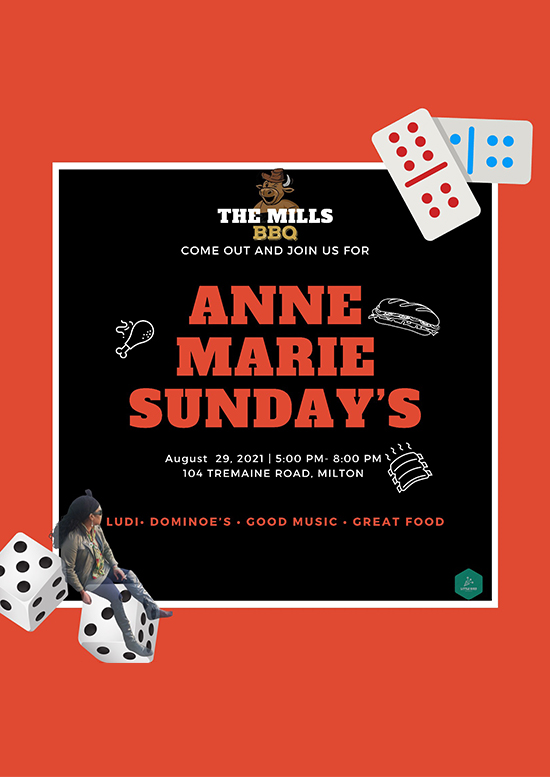 THE MILLS
BBQ
COME OUT AND JOIN US FOR
ANNE
MARIE
SUNDAY'S
August 29, 2021 | 5:00 PM- 8:00 PM
104 TREMAINE ROAD, MILTON
LUDI• DOMINOE'S • GOOD MUSIC • GREAT FOOD